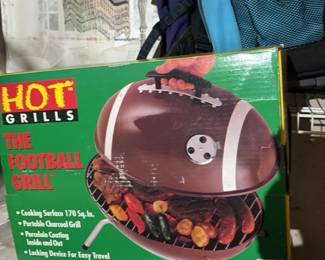 HOT
GRILLS
THE
FOOTBALL
GRILL™
• Cooking Surface 170 Sq. In.
• Portable Charcoal Grill
• Porcelain Coating
Inside and Out
• Locking Device For Easy Travel